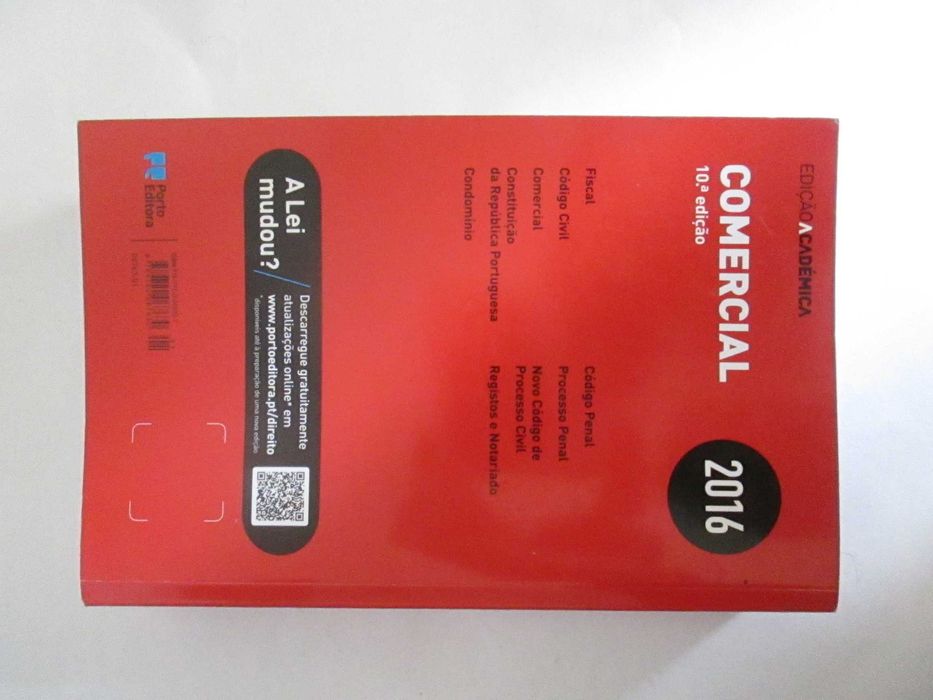 EDIÇÃO ACADÉMICA
COMERCIAL
10.ª edição
2016
Fiscal
Código Civil
Comercial
Constituição
da República Portuguesa
Condomínio
Código Penal
Processo Penal
Novo Código de
Processo Civil
Registos e Notariado
A Lei
mudou?
Descarregue gratuitamente
atualizações online* em
www.portoeditora.pt/direito
* disponíveis até à preparação de uma nova edição
Porto
Editora